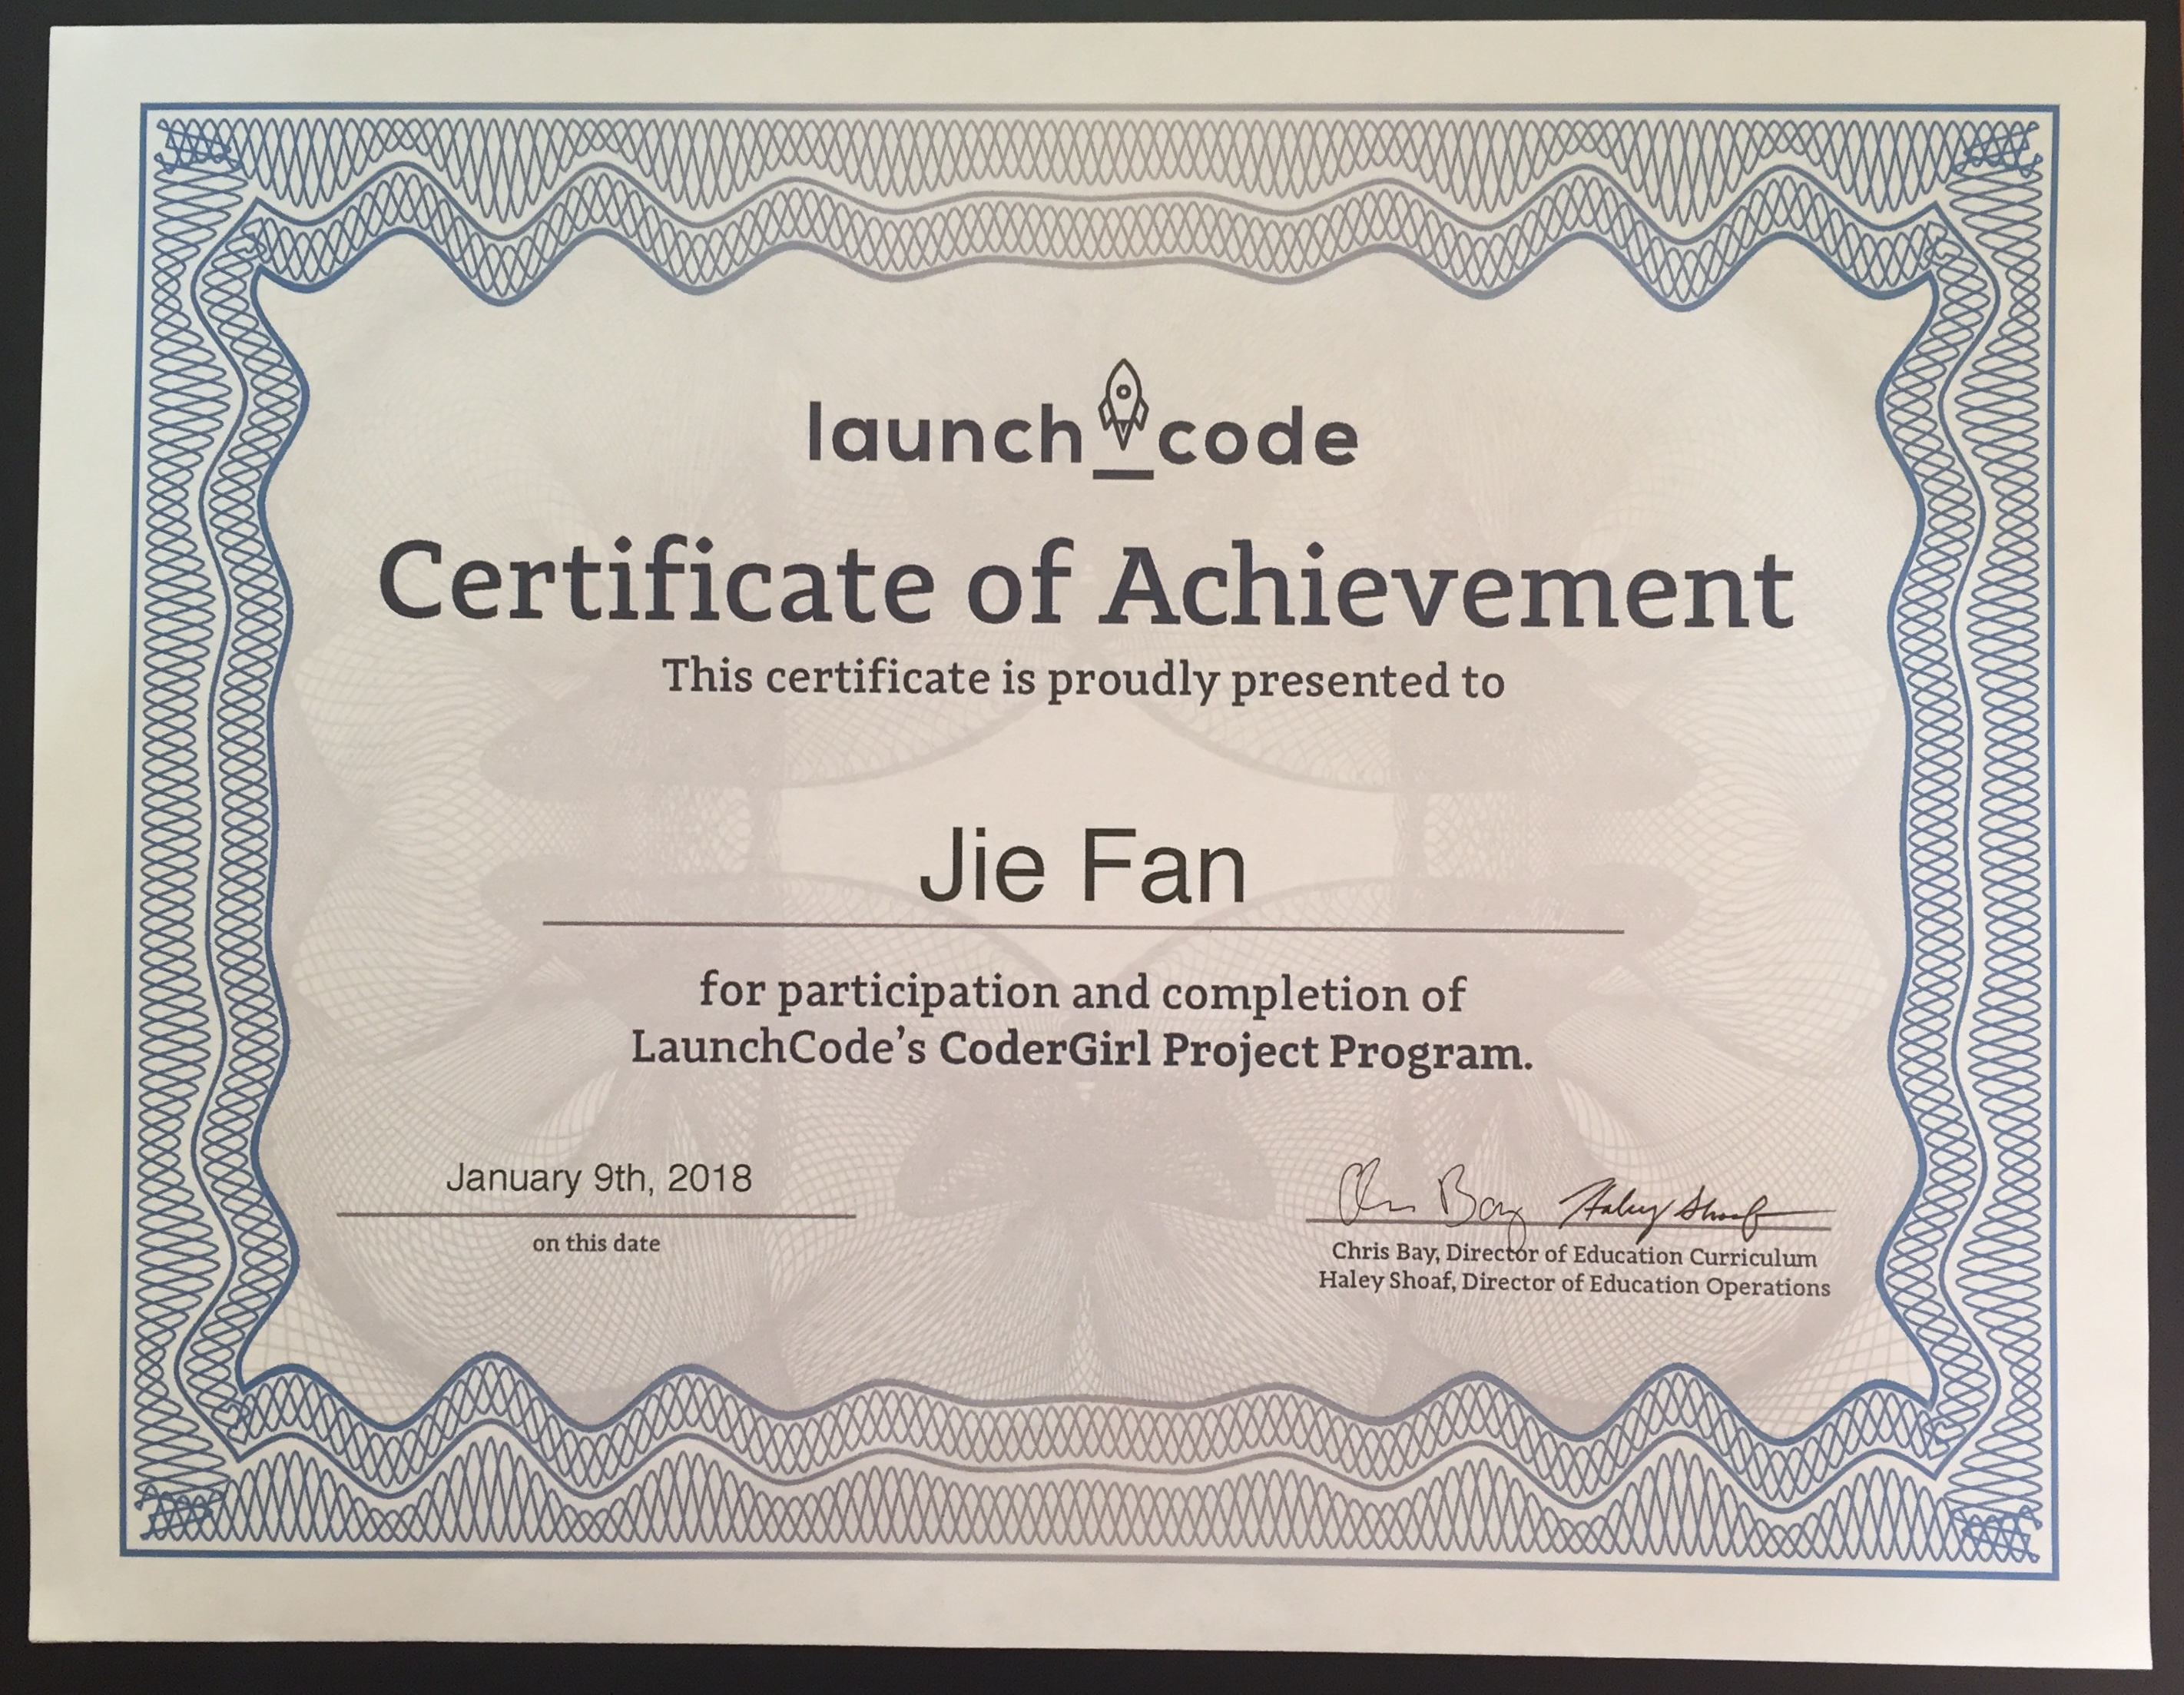 launch_code
Certificate of Achievement
This certificate is proudly presented to
Jie Fan
for participation and completion of
LaunchCode's CoderGirl Project Program.
January 9th, 2018
on this date
Chris Bay Haley Shoaf
Chris Bay, Director of Education Curriculum
Haley Shoaf, Director of Education Operations